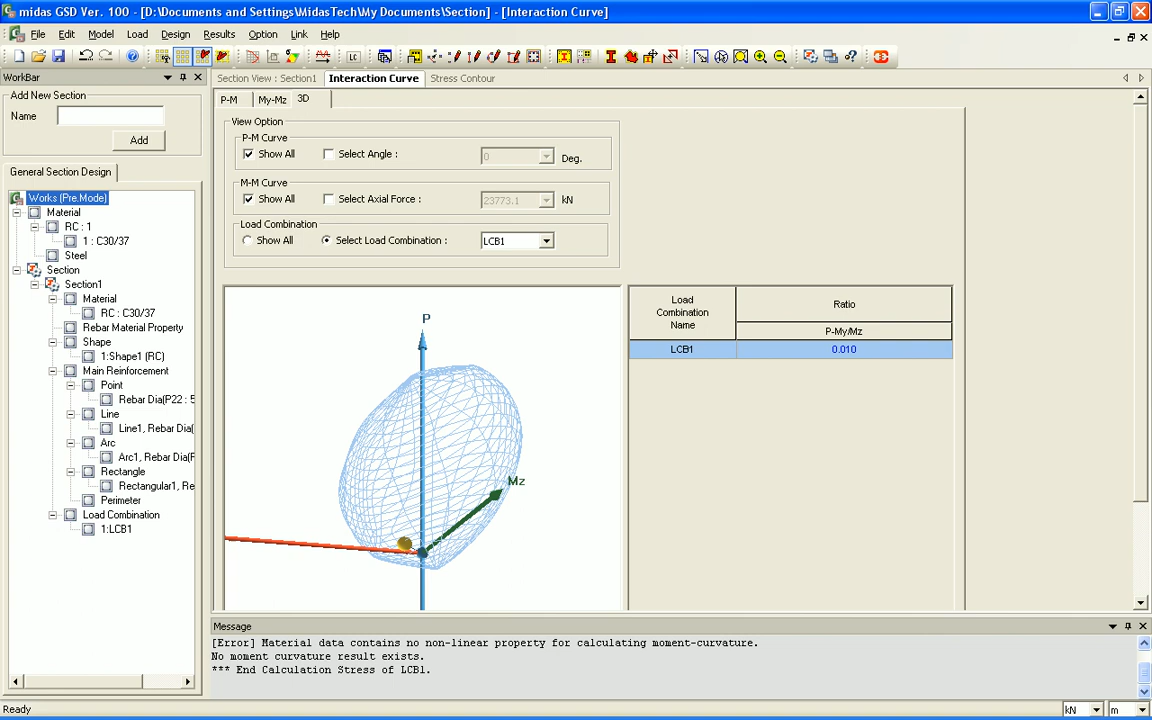 midas GSD Ver. 100 - [D:\Documents and Settings\MidasTech\My Documents\Section] - [Interaction Curve]
File Edit Model Load Design Results Option Link Help
WorkBar
Add New Section
Name
Add
General Section Design
Works (Pre.Mode)
Material
RC : 1
1 : C30/37
Steel
Section
Section1
Material
RC : C30/37
Rebar Material Property
Shape
1:Shape1 (RC)
Main Reinforcement
Point
Rebar Dia(P22 : 5
Line
Line1, Rebar Dia(
Arc
Arc1, Rebar Dia(F
Rectangle
Rectangular1, Re
Perimeter
Load Combination
1:LCB1
Section View : Section1 Interaction Curve Stress Contour
P-M My-Mz 3D
View Option
P-M Curve
Show All Select Angle : 0 Deg.
M-M Curve
Show All Select Axial Force : 23773.1 kN
Load Combination
Show All Select Load Combination : LCB1
P
Mz
Load Combination Name
Ratio
P-My/Mz
LCB1 0.010
Message
[Error] Material data contains no non-linear property for calculating moment-curvature.
No moment curvature result exists.
*** End Calculation Stress of LCB1.
Ready kN m